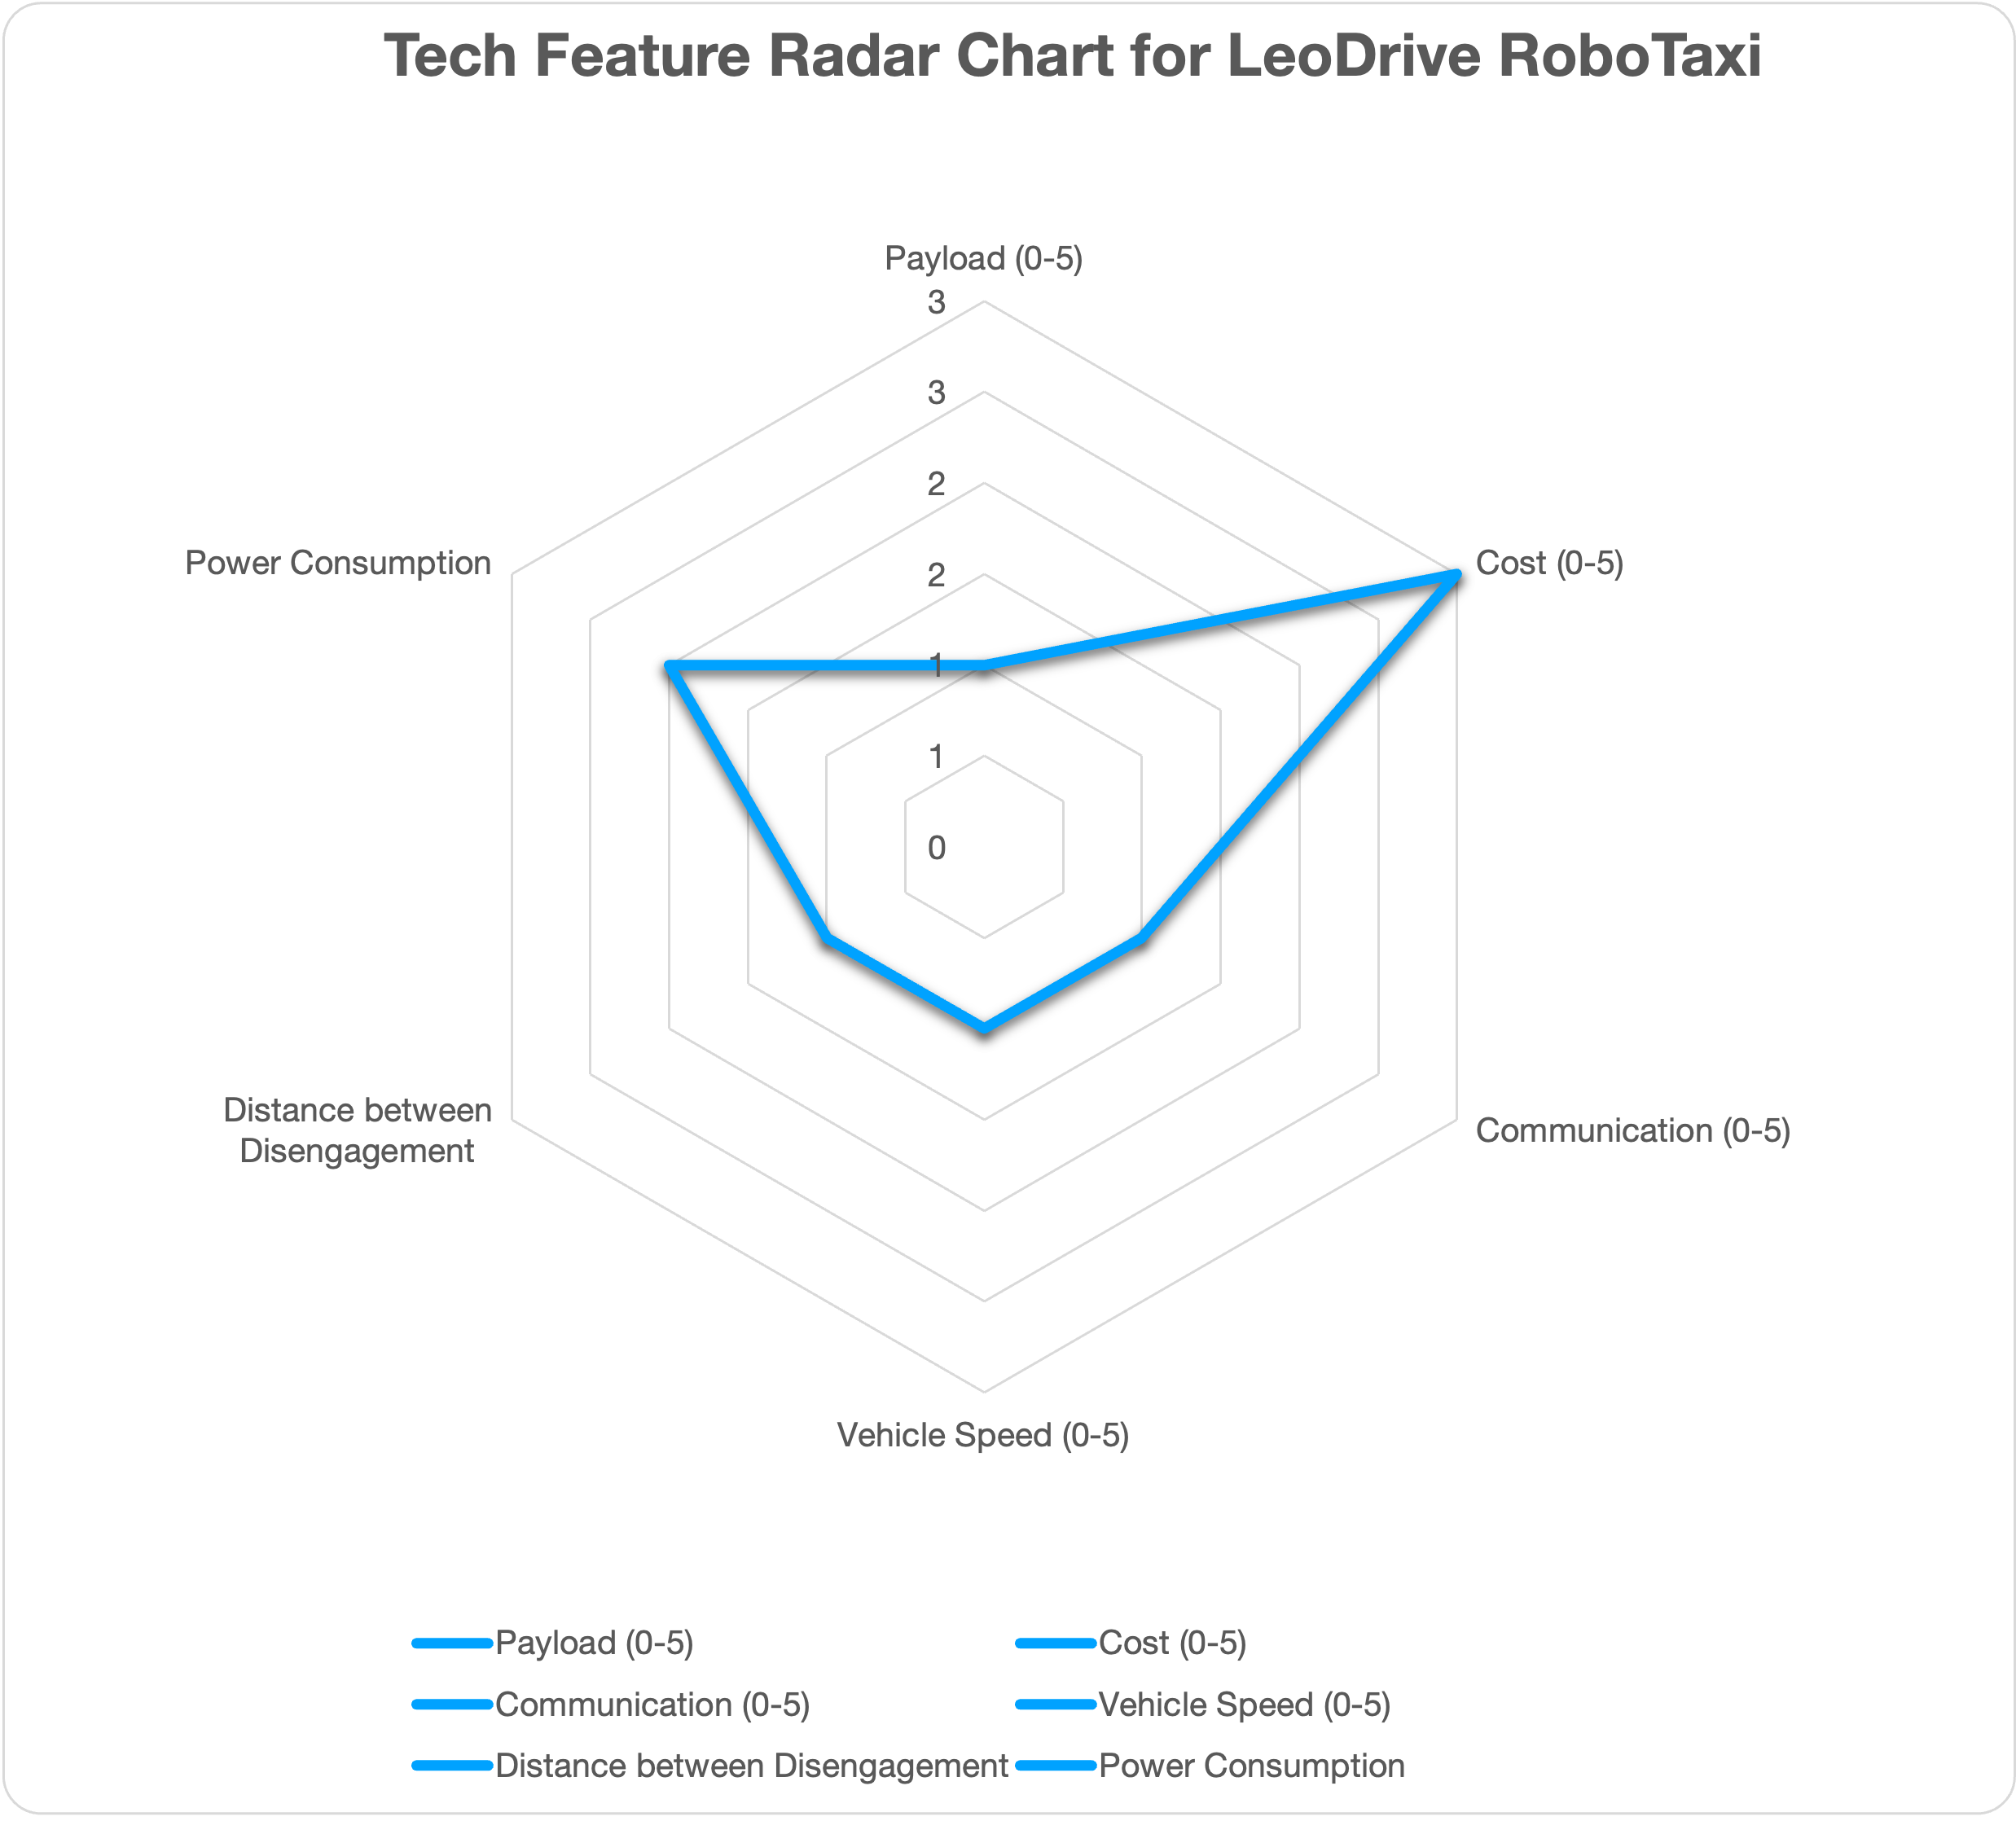 Tech Feature Radar Chart for LeoDrive RoboTaxi
Payload (0-5)
3
3
2
2
1
1
0
Cost (0-5)
Power Consumption
Distance between
Disengagement
Communication (0-5)
Vehicle Speed (0-5)
Payload (0-5)
Cost (0-5)
Communication (0-5)
Vehicle Speed (0-5)
Distance between Disengagement
Power Consumption